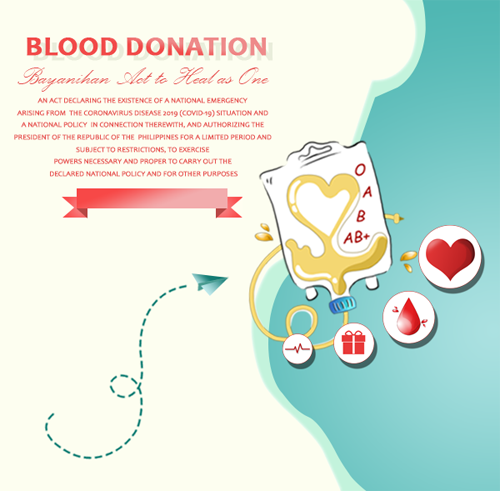 BLOOD DONATION
Bayanihan Act to Heal as One
AN ACT DECLARING THE EXISTENCE OF A NATIONAL EMERGENCY
ARISING FROM THE CORONAVIRUS DISEASE 2019 (COVID-19) SITUATION AND
A NATIONAL POLICY IN CONNECTION THEREWITH, AND AUTHORIZING THE
PRESIDENT OF THE REPUBLIC OF THE PHILIPPINES FOR A LIMITED PERIOD AND
SUBJECT TO RESTRICTIONS, TO EXERCISE
POWERS NECESSARY AND PROPER TO CARRY OUT THE
DECLARED NATIONAL POLICY AND FOR OTHER PURPOSES
O
A
B
AB+